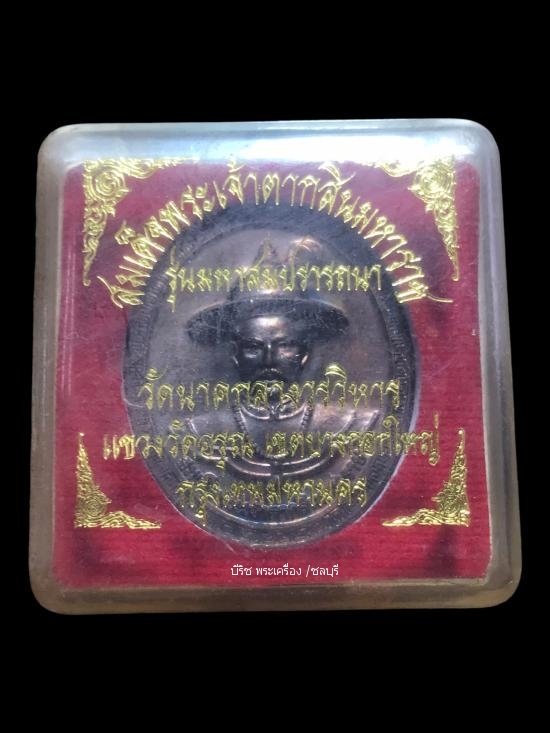 สมเด็จพระเจ้าตากสินมหาราช
รุ่นมหาสมปรารถนา
วัดนาคกลางวรวิหาร
แขวงวัดอรุณ เขตบางกอกใหญ่
กรุงเทพมหานคร
บีริช พระเครื่อง /ชลบุรี